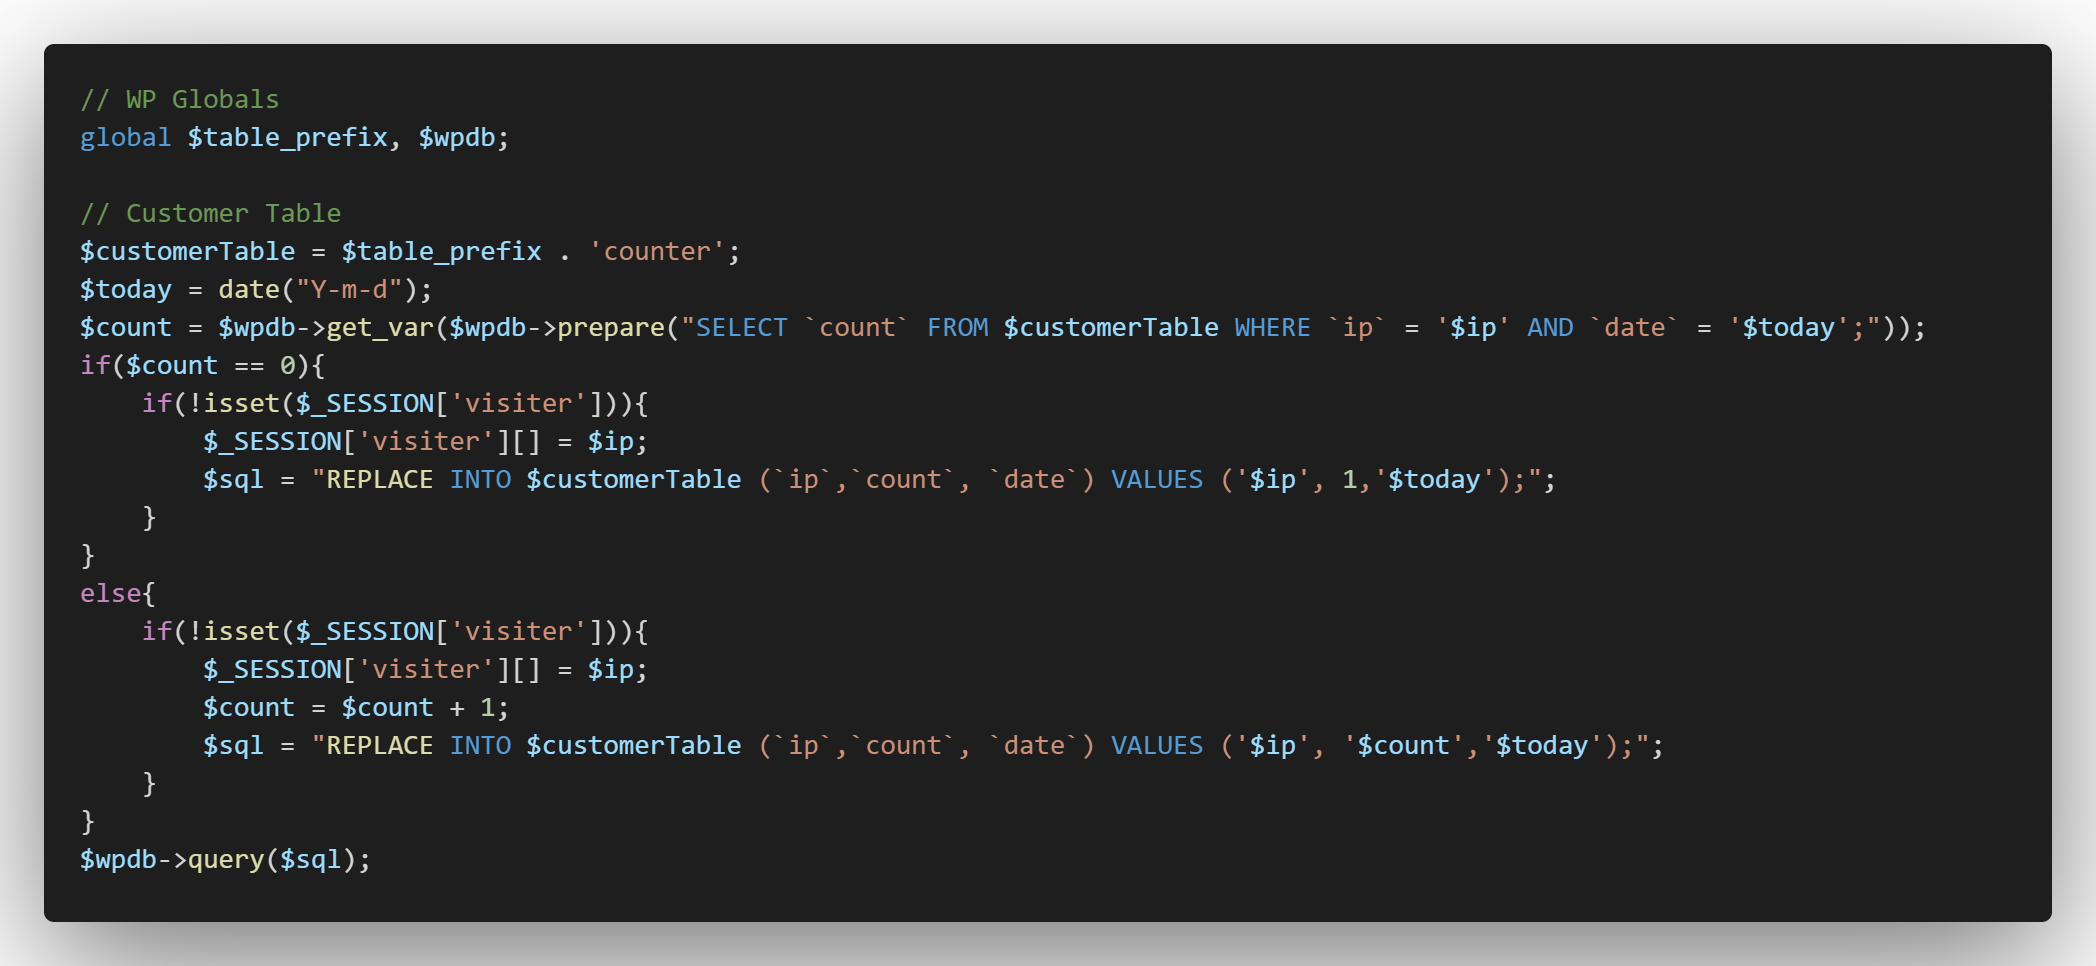 // WP Globals
global $table_prefix, $wpdb;
// Customer Table
$customerTable = $table_prefix . 'counter';
$today = date("Y-m-d");
$count = $wpdb->get_var($wpdb->prepare("SELECT `count` FROM $customerTable WHERE `ip` = '$ip' AND `date` = '$today';"));
if($count == 0){
    if(!isset($_SESSION['visiter'])){
        $_SESSION['visiter'][] = $ip;
        $sql = "REPLACE INTO $customerTable (`ip`,`count`, `date`) VALUES ('$ip', 1,'$today');";
    }
}
else{
    if(!isset($_SESSION['visiter'])){
        $_SESSION['visiter'][] = $ip;
        $count = $count + 1;
        $sql = "REPLACE INTO $customerTable (`ip`,`count`, `date`) VALUES ('$ip', '$count','$today');";
    }
}
$wpdb->query($sql);